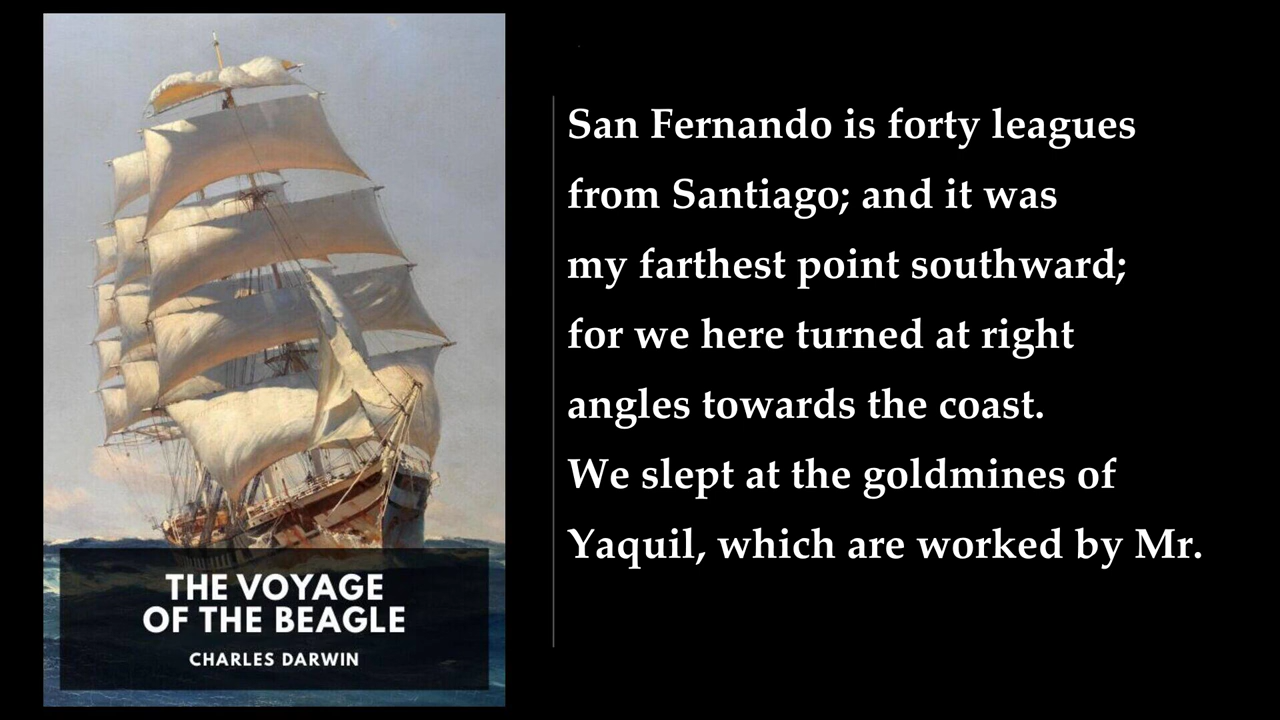 THE VOYAGE
OF THE BEAGLE
CHARLES DARWIN
San Fernando is forty leagues
from Santiago; and it was
my farthest point southward;
for we here turned at right
angles towards the coast.
We slept at the goldmines of
Yaquil, which are worked by Mr.